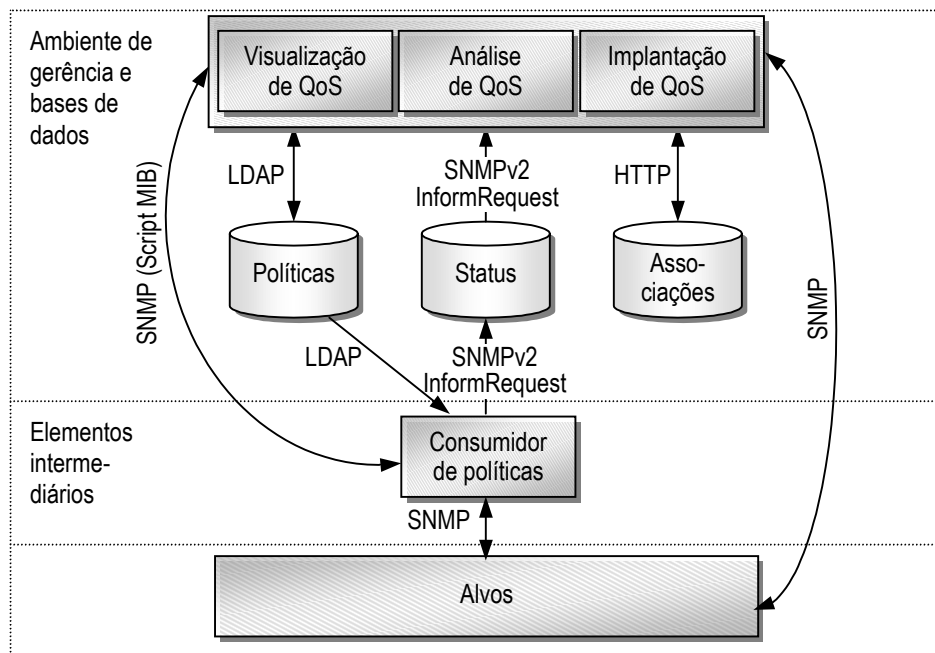 Ambiente de
gerência e
bases de
dados
Visualização
de QoS
Análise
de QoS
Implantação
de QoS
LDAP
SNMPv2
InformRequest
HTTP
SNMP (Script MIB)
Políticas
Status
Asso-
ciações
SNMP
LDAP
SNMPv2
InformRequest
Elementos
interme-
diários
Consumidor
de políticas
SNMP
Alvos